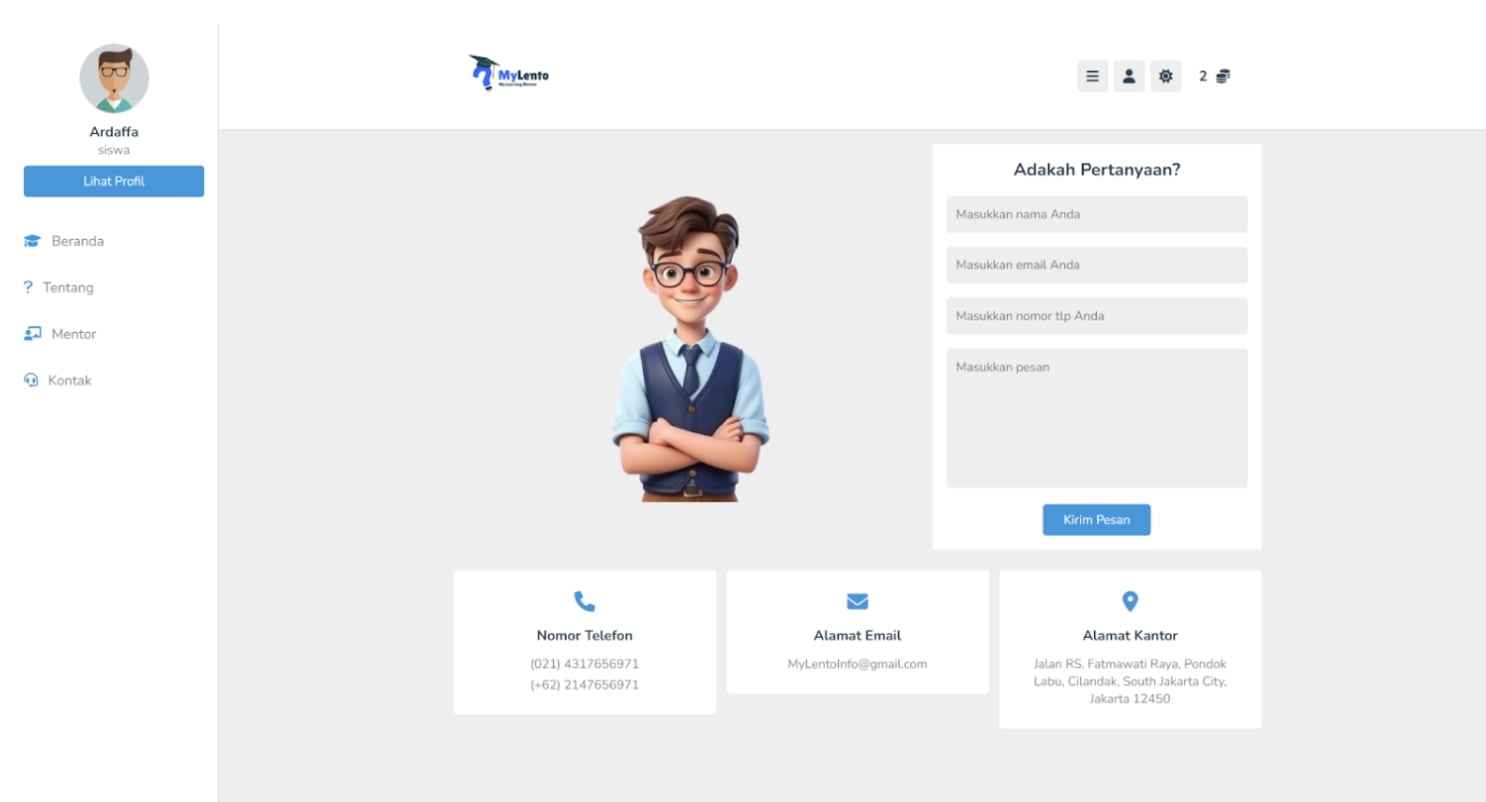 Ardaffa
siswa
Lihat Profil
Beranda
? Tentang
Mentor
Kontak
MyLento
My Learning Mentor
2
Adakah Pertanyaan?
Masukkan nama Anda
Masukkan email Anda
Masukkan nomor tlp Anda
Masukkan pesan
Kirim Pesan
Nomor Telefon
(021) 4317656971
(+62) 2147656971
Alamat Email
MyLentoInfo@gmail.com
Alamat Kantor
Jalan RS. Fatmawati Raya, Pondok
Labu, Cilandak, South Jakarta City,
Jakarta 12450